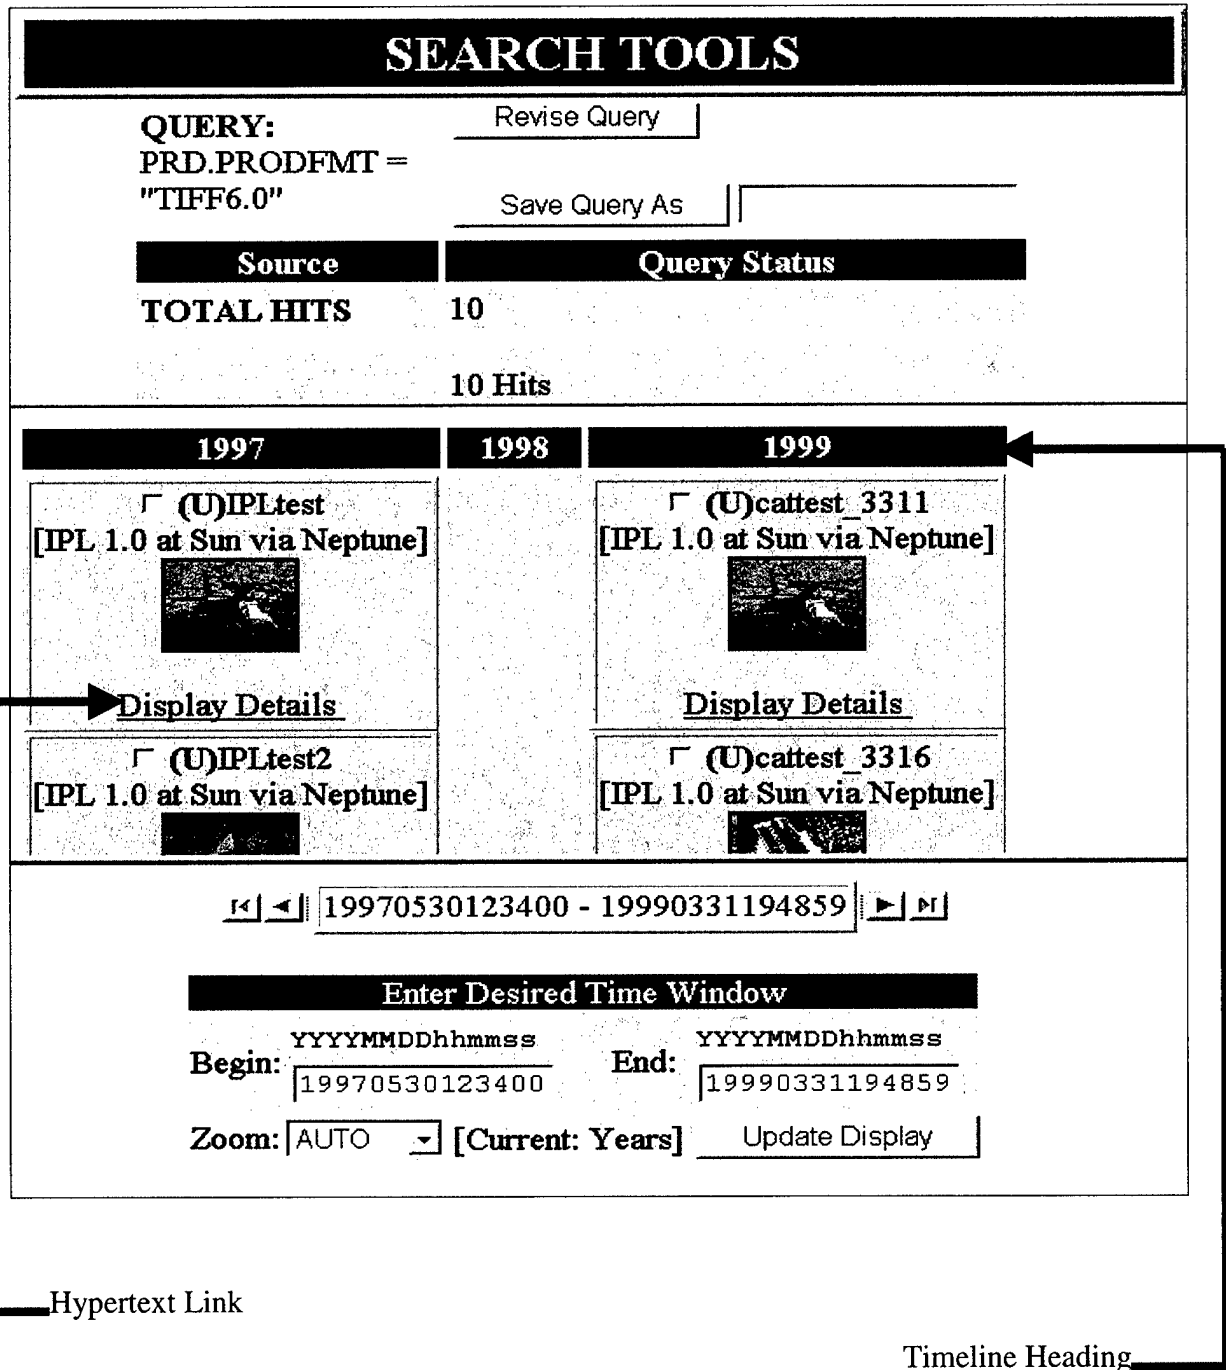 SEARCH TOOLS
QUERY:
PRD.PRODFMT =
"TIFF6.0"
Revise Query
Save Query As
Source
Query Status
TOTAL HITS
10
10 Hits
1997
1998
1999
(U)IPLtest
[IPL 1.0 at Sun via Neptune]
Display Details
(U)IPLtest2
[IPL 1.0 at Sun via Neptune]
(U)cattest_3311
[IPL 1.0 at Sun via Neptune]
Display Details
(U)cattest_3316
[IPL 1.0 at Sun via Neptune]
19970530123400 - 19990331194859
Enter Desired Time Window
YYYYMMDDhhmmss
YYYYMMDDhhmmss
Begin: 19970530123400
End: 19990331194859
Zoom: AUTO [Current: Years] Update Display
Hypertext Link
Timeline Heading